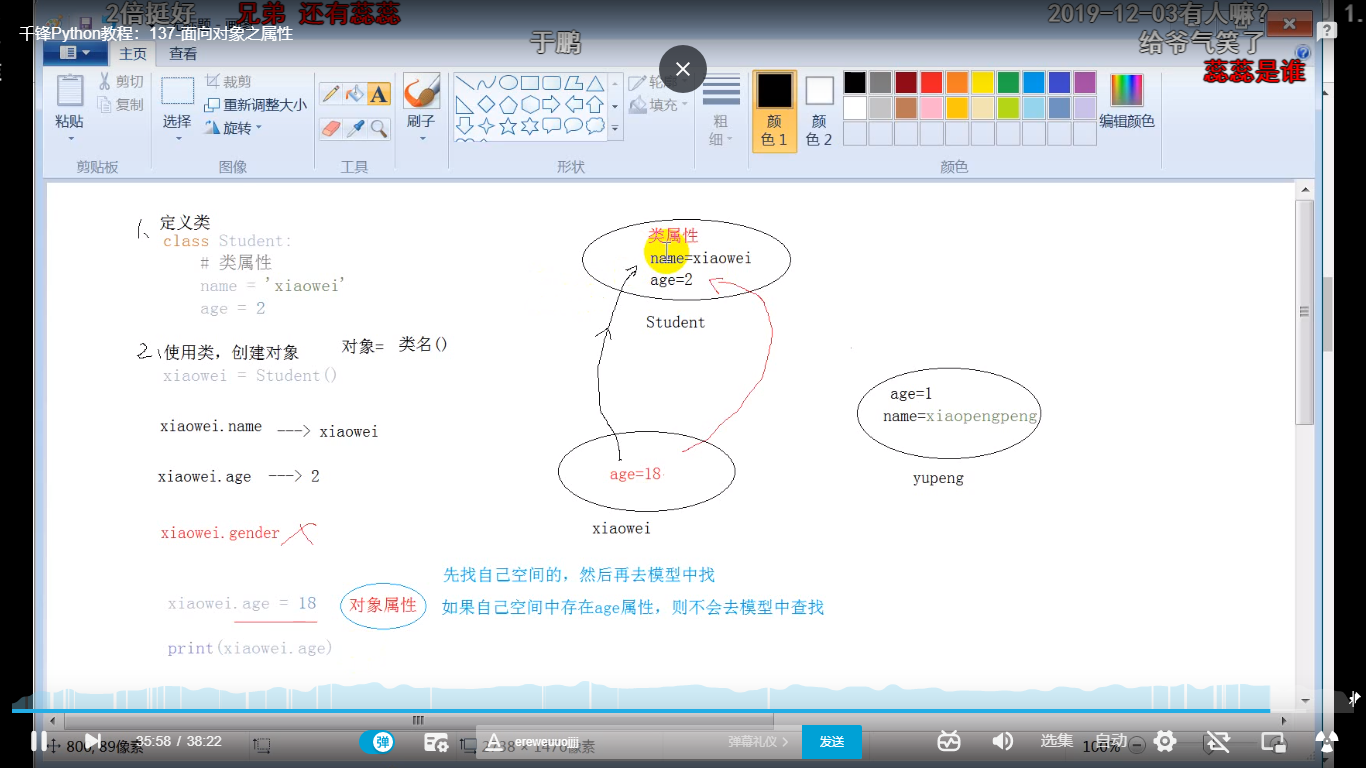 2倍挺好
兄弟 还有蕊蕊
2019-12-03有人嘛?
1.
千锋Python教程：137-面向对象之属性
于鹏
给爷气笑了
蕊蕊是谁
主页
查看
粘贴
剪切
复制
剪贴板
选择
裁剪
重新调整大小
旋转
图像
A
工具
刷子
轮廓
填充
形状
粗细
颜色 1
颜色 2
编辑颜色
颜色
1、定义类
class Student:
# 类属性
name = 'xiaowei'
age = 2
2、使用类，创建对象
对象= 类名()
xiaowei = Student()
xiaowei.name ---> xiaowei
xiaowei.age ---> 2
xiaowei.gender
xiaowei.age = 18
对象属性
print(xiaowei.age)
类属性
name=xiaowei
age=2
Student
age=18
xiaowei
age=1
name=xiaopengpeng
yupeng
先找自己空间的，然后再去模型中找
如果自己空间中存在age属性，则不会去模型中查找
35:58 / 38:22
800, 89像素
弹
A
ereweuuojjjj
弹幕礼仪 >
发送
选集
自动
100%